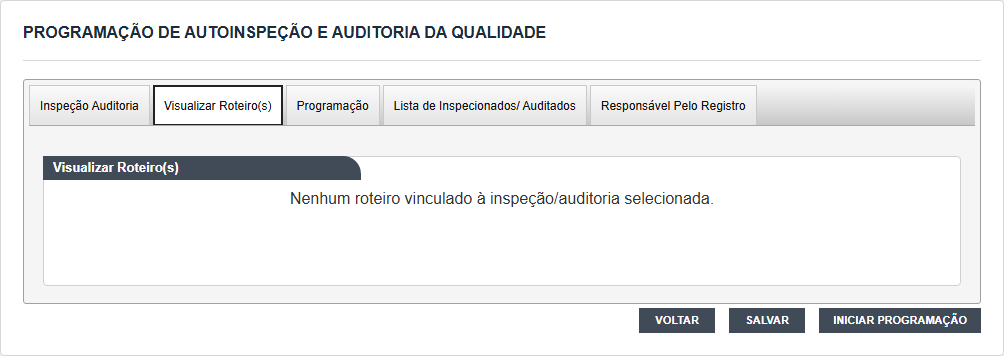 PROGRAMAÇÃO DE AUTOINSPEÇÃO E AUDITORIA DA QUALIDADE
Inspeção Auditoria
Visualizar Roteiro(s)
Programação
Lista de Inspecionados/ Auditados
Responsável Pelo Registro
Visualizar Roteiro(s)
Nenhum roteiro vinculado à inspeção/auditoria selecionada.
VOLTAR
SALVAR
INICIAR PROGRAMAÇÃO